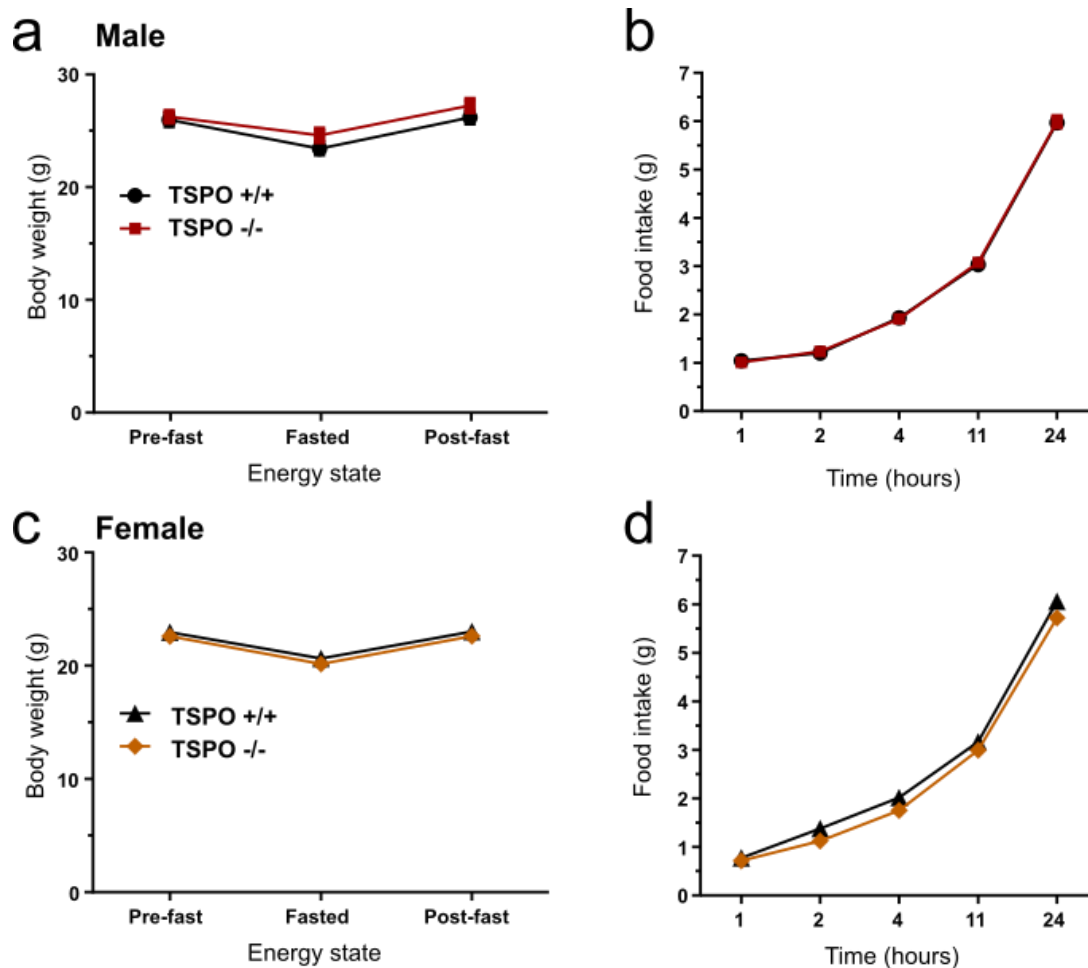 a Male
30
20
10
0
Body weight (g)
TSPO +/+
TSPO -/-
Pre-fast Fasted Post-fast
Energy state
b
7
6
5
4
3
2
1
0
Food intake (g)
1 2 4 11 24
Time (hours)
c Female
30
20
10
0
Body weight (g)
TSPO +/+
TSPO -/-
Pre-fast Fasted Post-fast
Energy state
d
7
6
5
4
3
2
1
0
Food intake (g)
1 2 4 11 24
Time (hours)